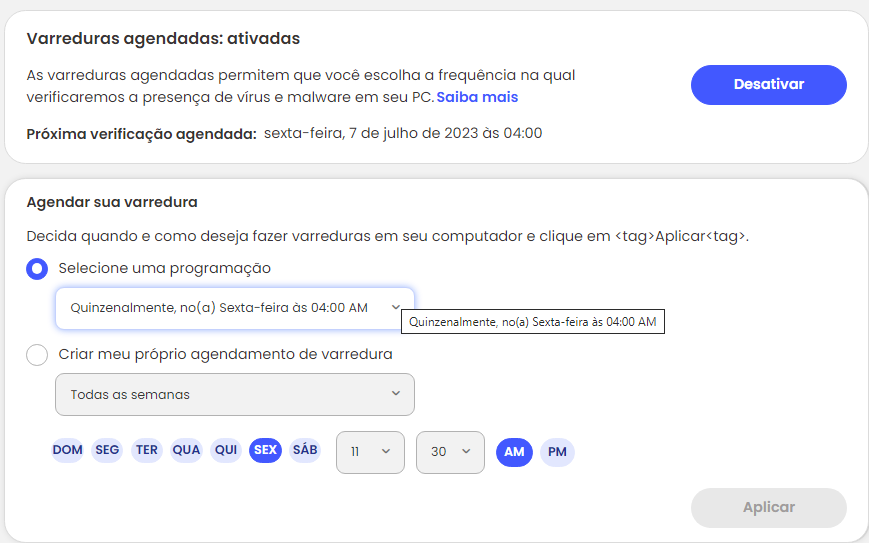 Varreduras agendadas: ativadas
As varreduras agendadas permitem que você escolha a frequência na qual
verificaremos a presença de vírus e malware em seu PC. Saiba mais
Desativar
Próxima verificação agendada: sexta-feira, 7 de julho de 2023 às 04:00
Agendar sua varredura
Decida quando e como deseja fazer varreduras em seu computador e clique em <tag>Aplicar<tag>.
Selecione uma programação
Quinzenalmente, no(a) Sexta-feira às 04:00 AM
Quinzenalmente, no(a) Sexta-feira às 04:00 AM
Criar meu próprio agendamento de varredura
Todas as semanas
DOM SEG TER QUA QUI SEX SÁB 11 30 AM PM
Aplicar